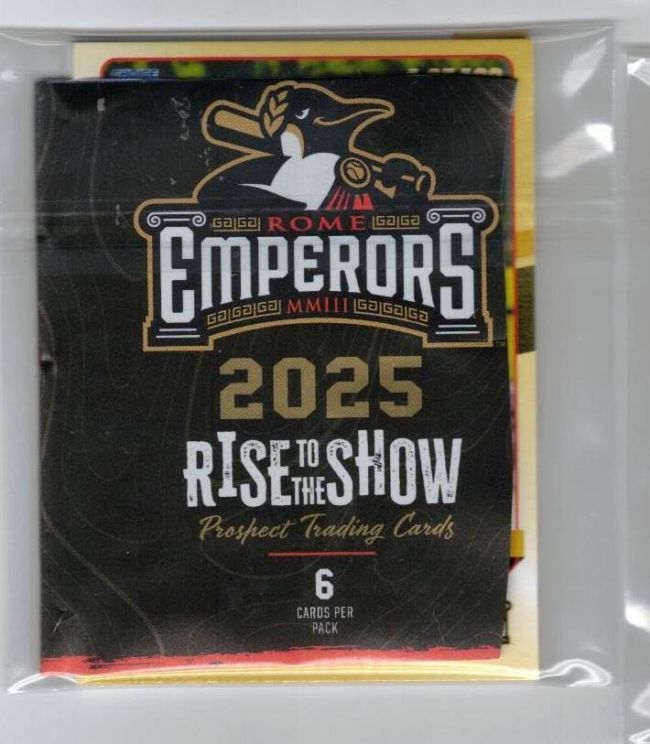 ROME
EMPERORS
MMIII
2025
RISE TO THE SHOW
Prospect Trading Cards
6
CARDS PER
PACK